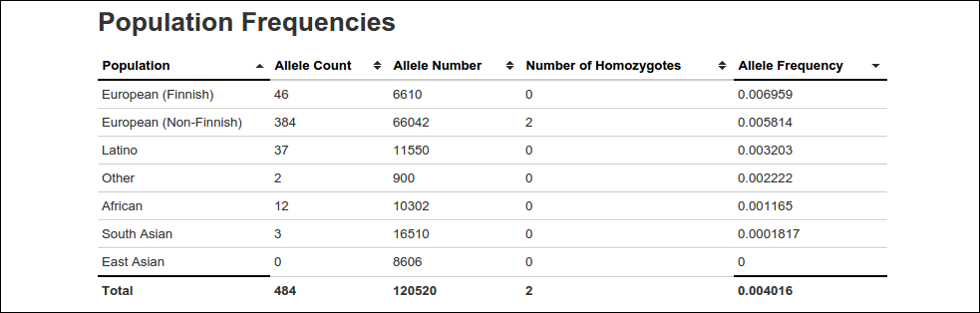 Population Frequencies
Population Allele Count Allele Number Number of Homozygotes Allele Frequency
European (Finnish) 46 6610 0 0.006959
European (Non-Finnish) 384 66042 2 0.005814
Latino 37 11550 0 0.003203
Other 2 900 0 0.002222
African 12 10302 0 0.001165
South Asian 3 16510 0 0.0001817
East Asian 0 8606 0 0
Total 484 120520 2 0.004016